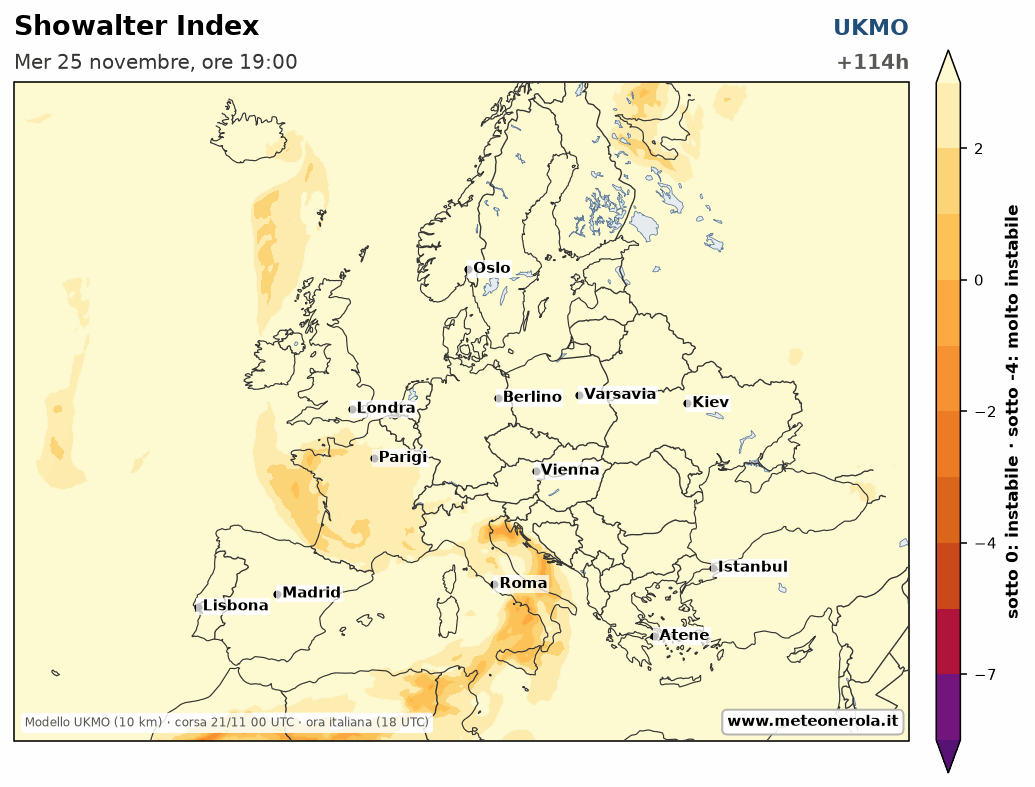 Showalter Index
UKMO
Mer 25 novembre, ore 19:00
+114h
Oslo
Londra
Berlino
Varsavia
Kiev
Parigi
Vienna
Istanbul
Roma
Madrid
Lisbona
Atene
Modello UKMO (10 km) · corsa 21/11 00 UTC · ora italiana (18 UTC)
www.meteonerola.it
2
0
−2
−4
−7
sotto 0: instabile · sotto -4: molto instabile